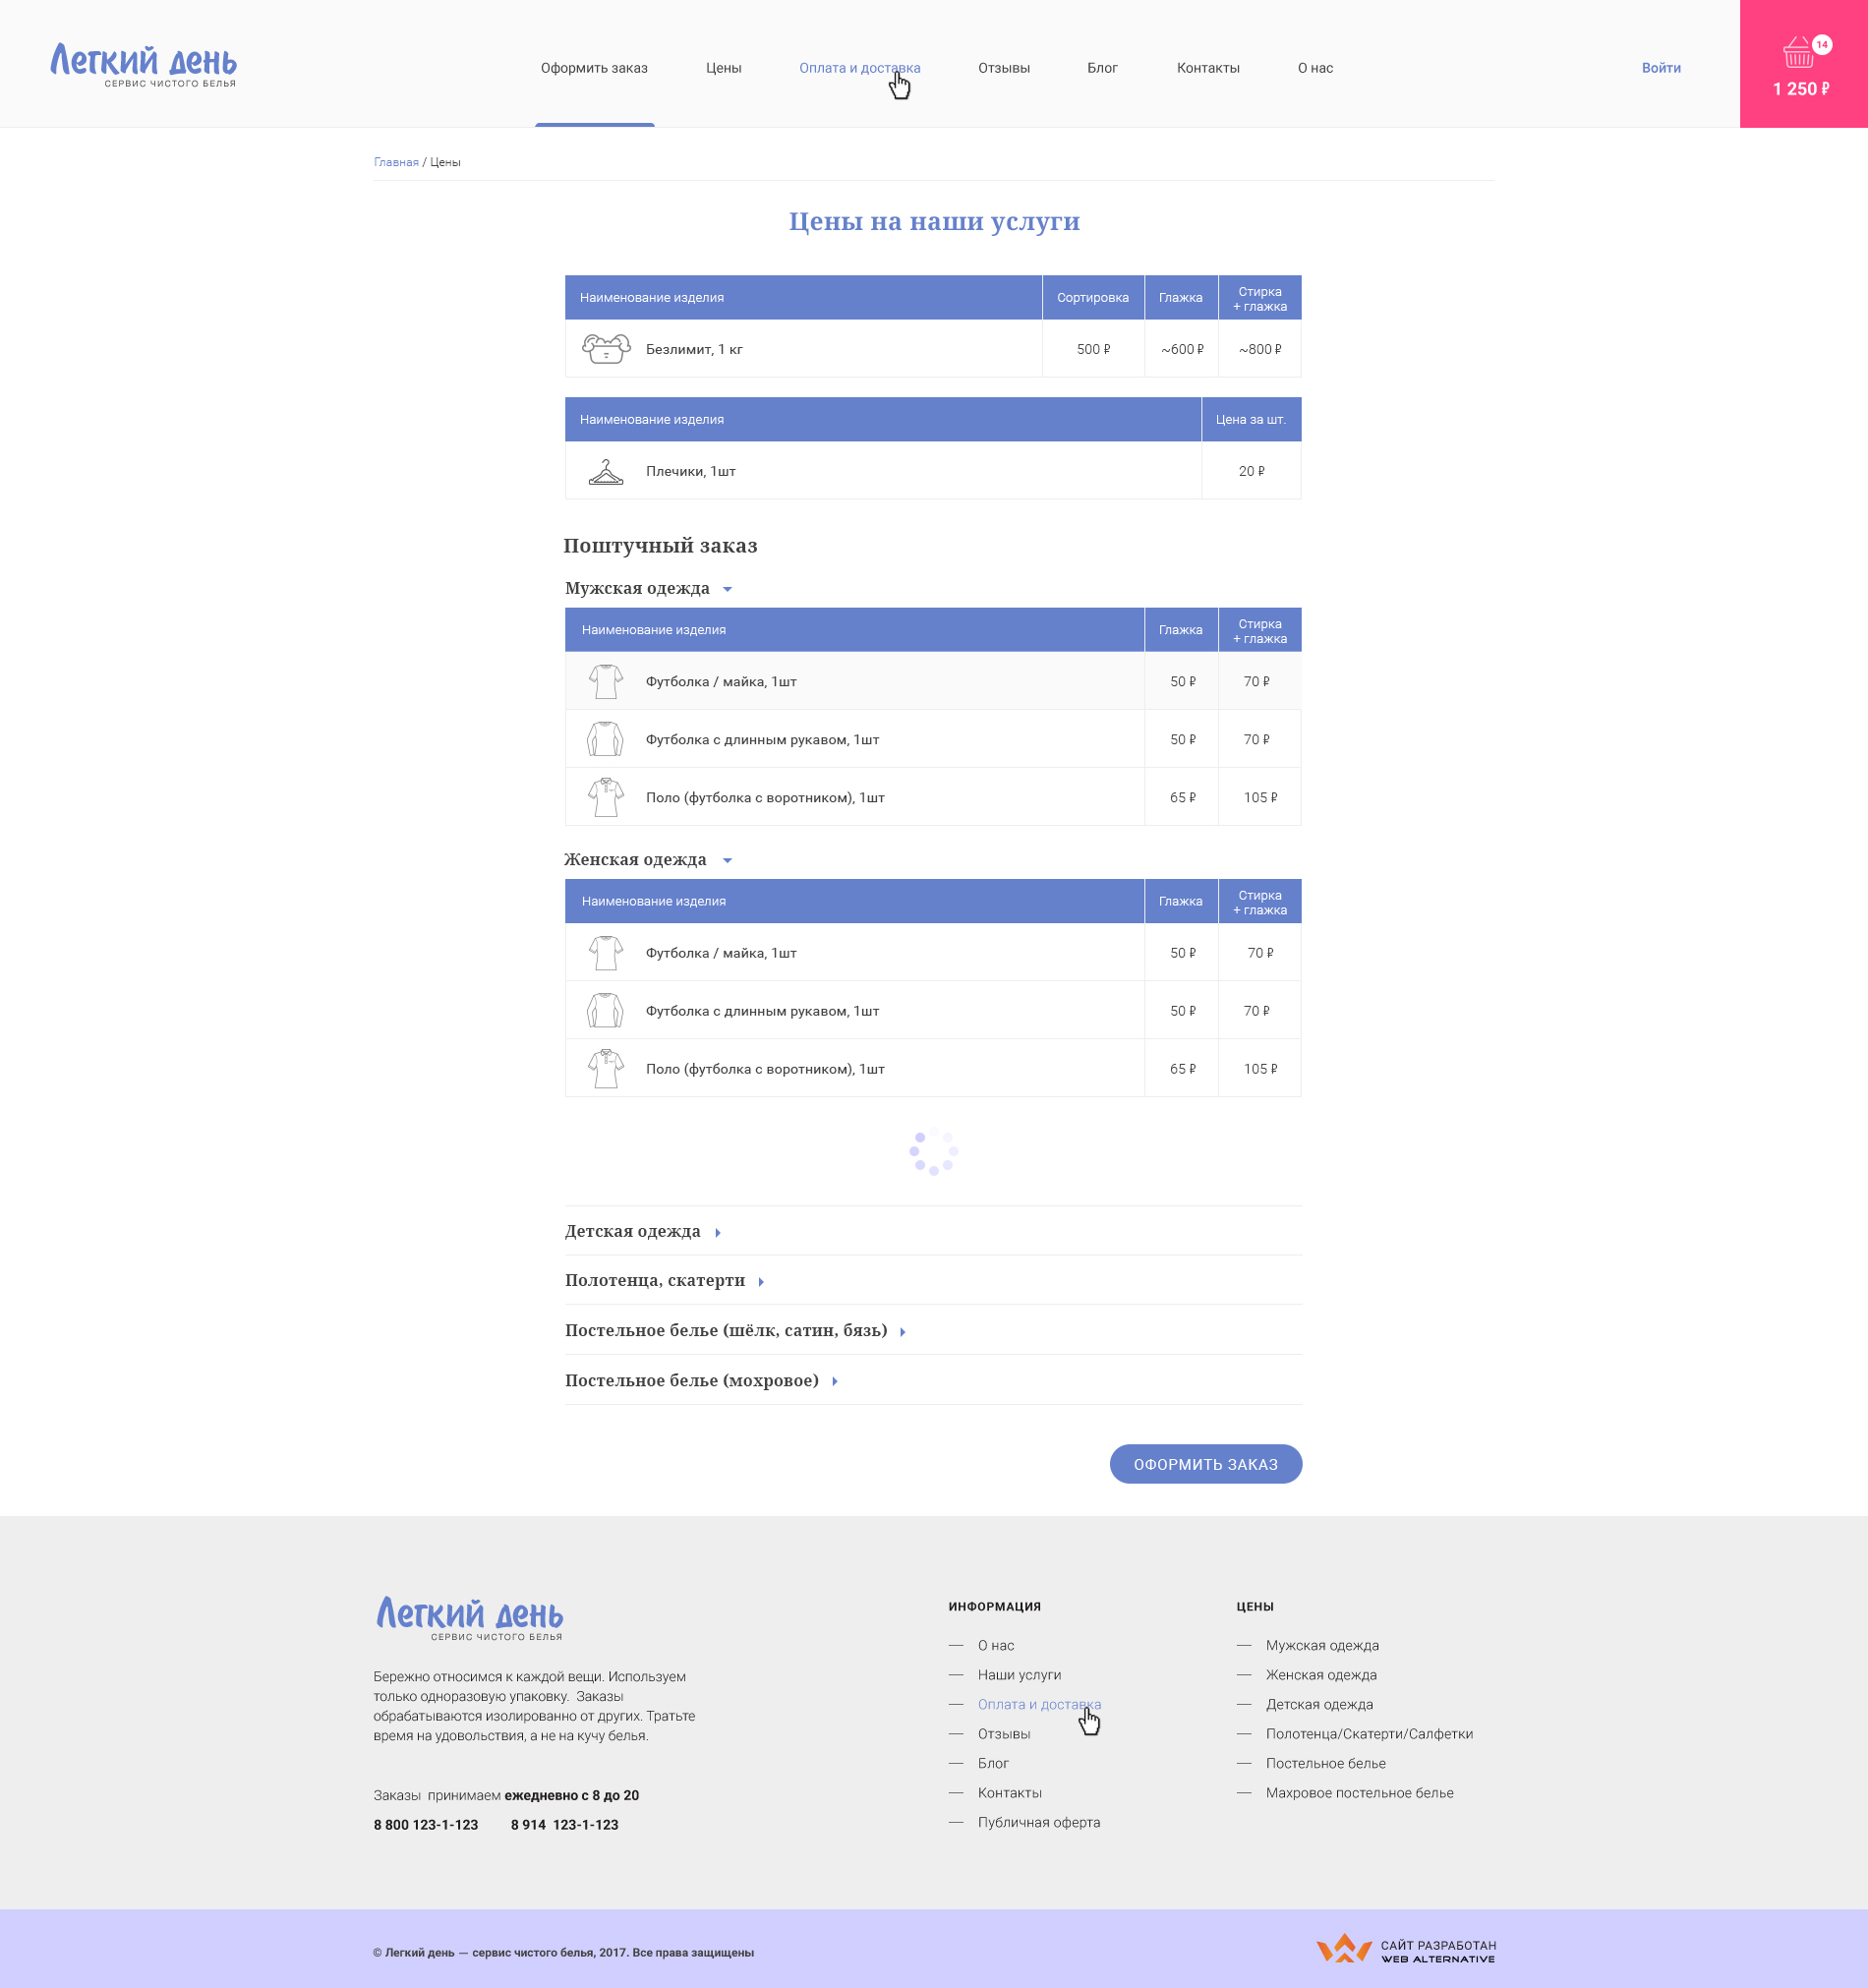 Легкий день
СЕРВИС ЧИСТОГО БЕЛЬЯ
Оформить заказ
Цены
Оплата и доставка
Отзывы
Блог
Контакты
О нас
Войти
14
1 250 ₽
Главная / Цены
Цены на наши услуги
Наименование изделия
Сортировка
Глажка
Стирка
+ глажка
Безлимит, 1 кг
500 ₽
~600 ₽
~800 ₽
Наименование изделия
Цена за шт.
Плечики, 1шт
20 ₽
Поштучный заказ
Мужская одежда
Наименование изделия
Глажка
Стирка
+ глажка
Футболка / майка, 1шт
50 ₽
70 ₽
Футболка с длинным рукавом, 1шт
50 ₽
70 ₽
Поло (футболка с воротником), 1шт
65 ₽
105 ₽
Женская одежда
Наименование изделия
Глажка
Стирка
+ глажка
Футболка / майка, 1шт
50 ₽
70 ₽
Футболка с длинным рукавом, 1шт
50 ₽
70 ₽
Поло (футболка с воротником), 1шт
65 ₽
105 ₽
Детская одежда
Полотенца, скатерти
Постельное белье (шёлк, сатин, бязь)
Постельное белье (мохровое)
ОФОРМИТЬ ЗАКАЗ
Легкий день
СЕРВИС ЧИСТОГО БЕЛЬЯ
Бережно относимся к каждой вещи. Используем
только одноразовую упаковку. Заказы
обрабатываются изолированно от других. Тратьте
время на удовольствия, а не на кучу белья.
Заказы принимаем ежедневно с 8 до 20
8 800 123-1-123
8 914 123-1-123
ИНФОРМАЦИЯ
О нас
Наши услуги
Оплата и доставка
Отзывы
Блог
Контакты
Публичная оферта
ЦЕНЫ
Мужская одежда
Женская одежда
Детская одежда
Полотенца/Скатерти/Салфетки
Постельное белье
Махровое постельное белье
© Легкий день — сервис чистого белья, 2017. Все права защищены
САЙТ РАЗРАБОТАН
WEB ALTERNATIVE